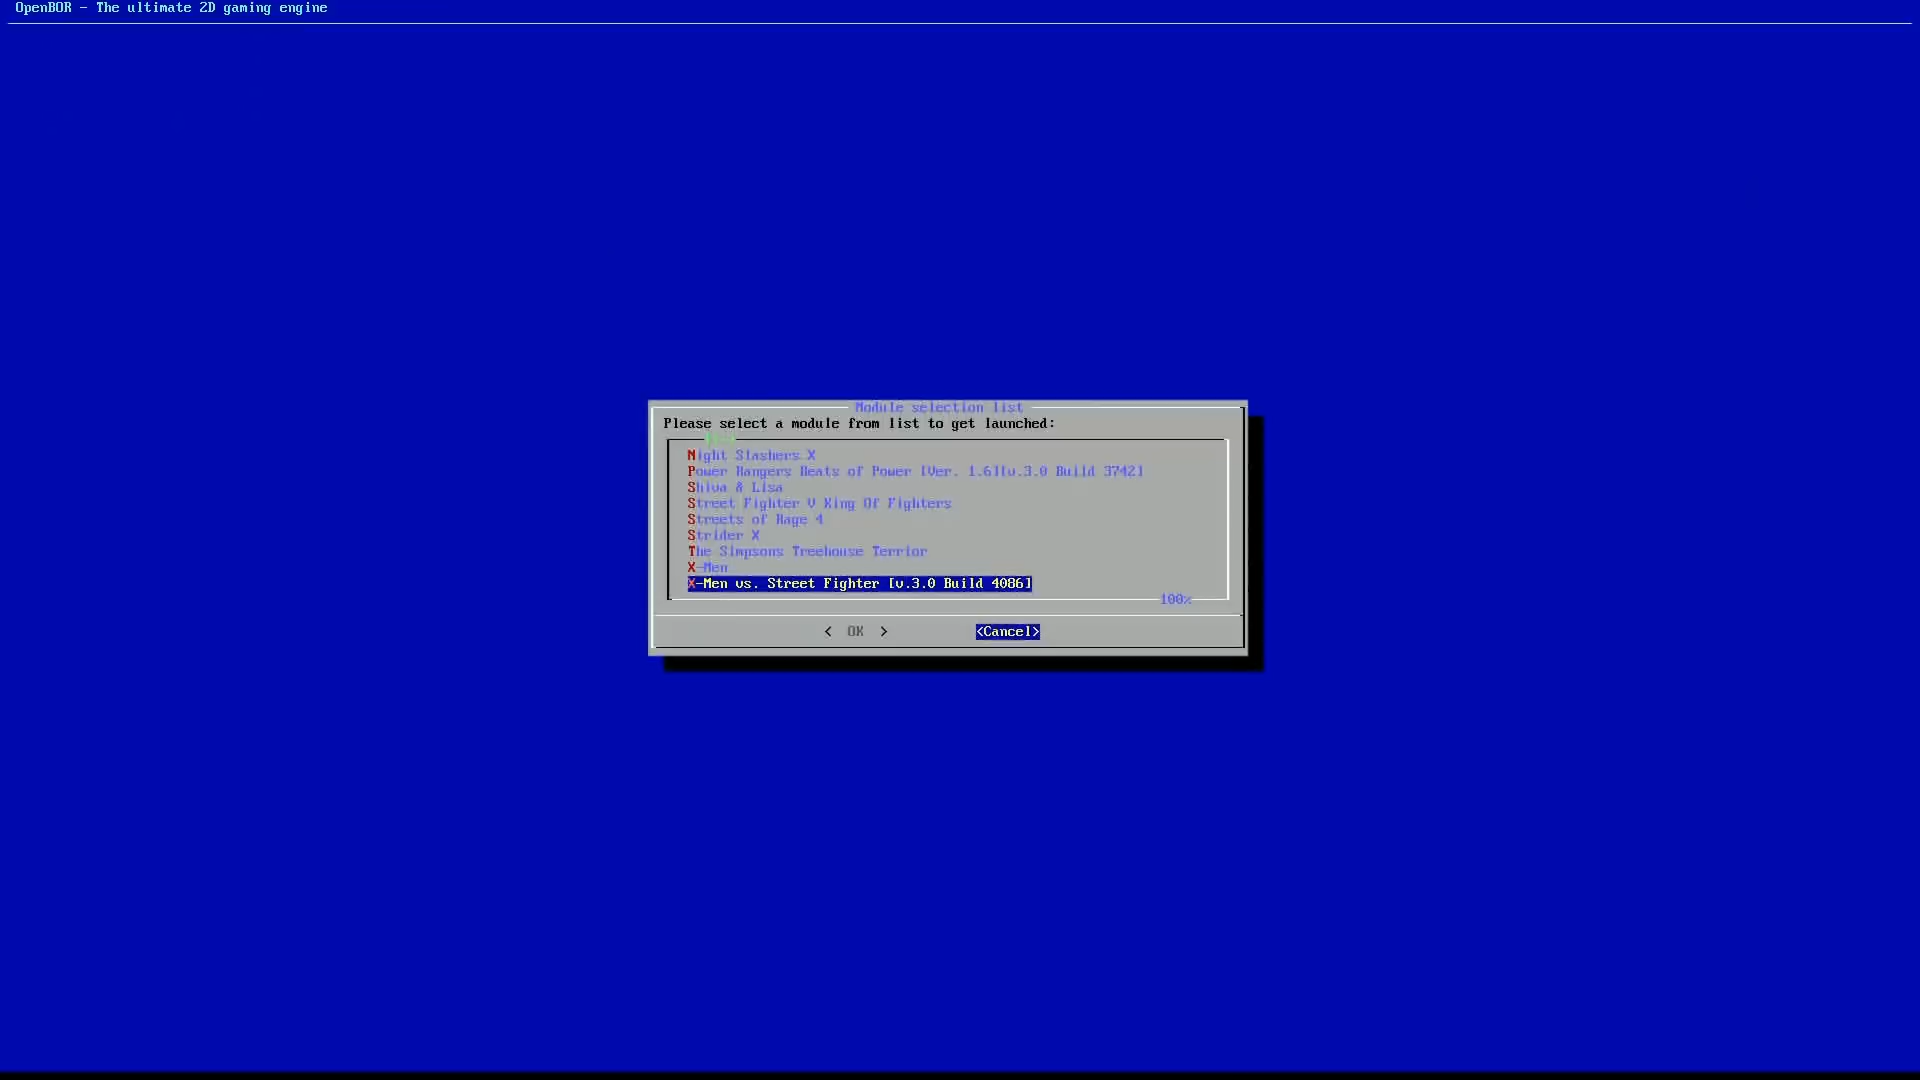 OpenBOR - The ultimate 2D gaming engine
Module selection list
Please select a module from list to get launched:
Night Slashers X
Power Rangers Beats of Power [Ver. 1.6][v.3.0 Build 3742]
Shiva & Lisa
Street Fighter V King Of Fighters
Streets of Rage 4
Strider X
The Simpsons Treehouse Terrior
X-Men
X-Men vs. Street Fighter [v.3.0 Build 4086]
100%
< OK > <Cancel>